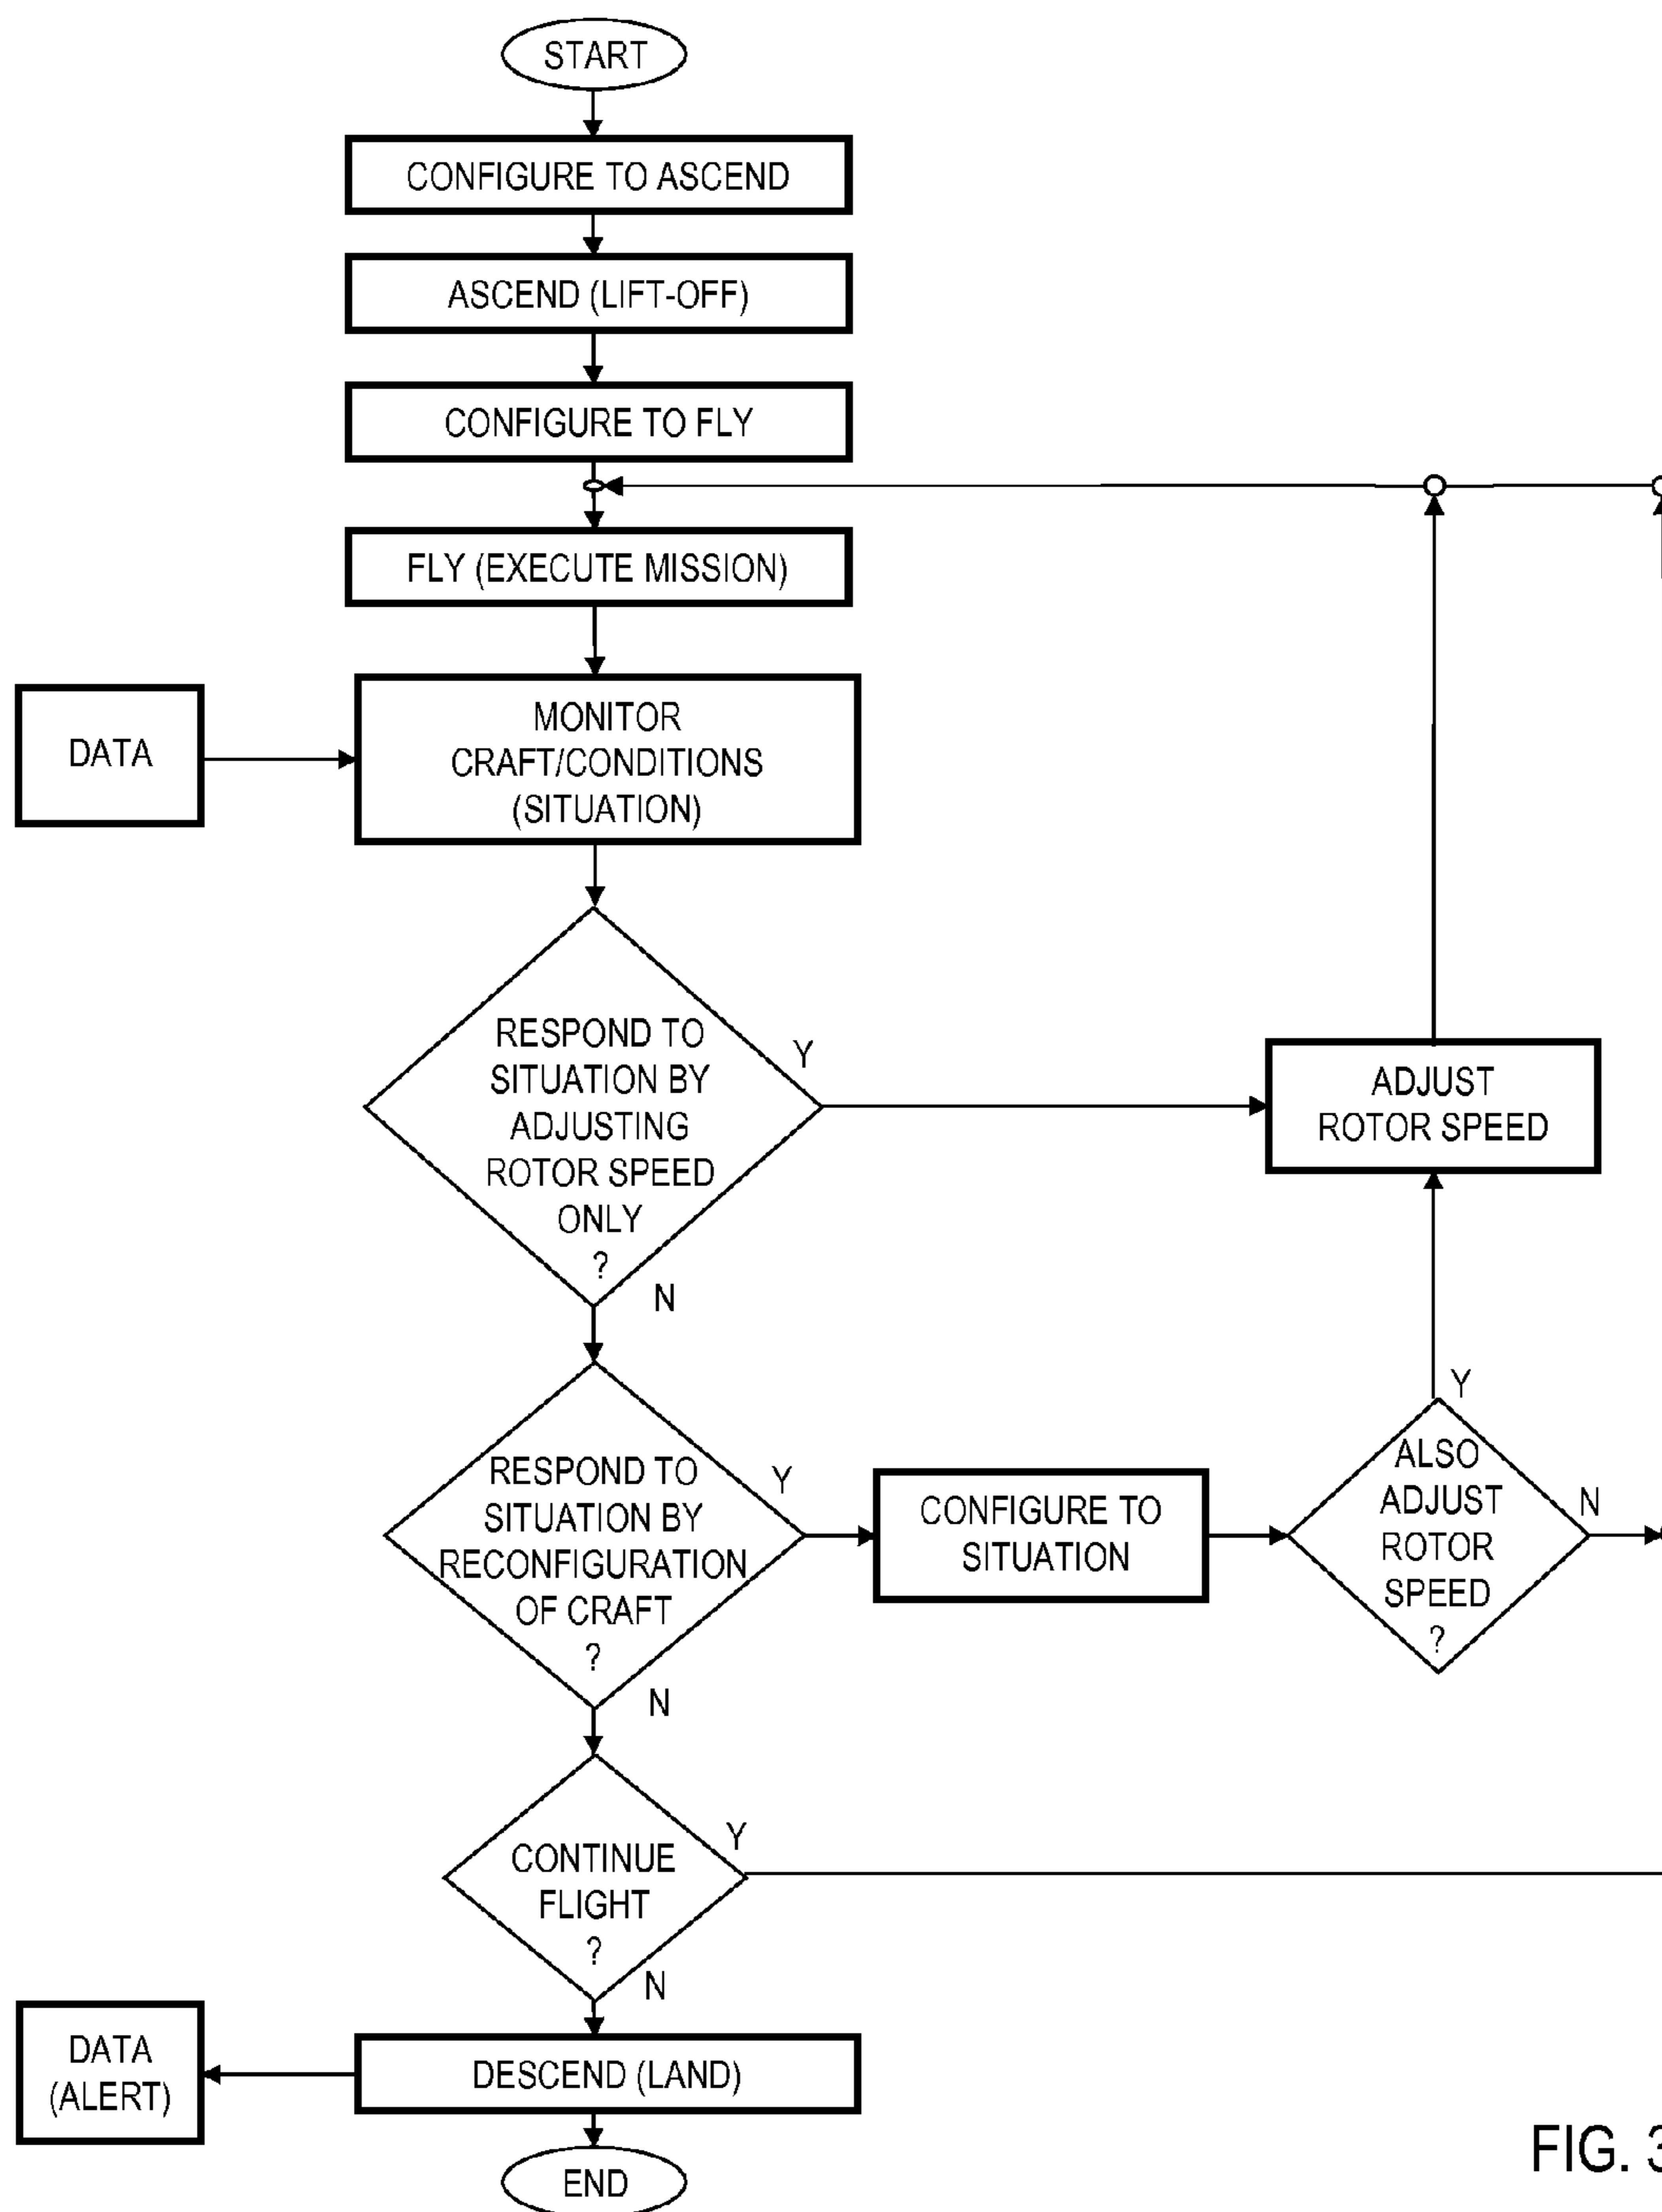 START
CONFIGURE TO ASCEND
ASCEND (LIFT-OFF)
CONFIGURE TO FLY
FLY (EXECUTE MISSION)
DATA
MONITOR
CRAFT/CONDITIONS
(SITUATION)
RESPOND TO
SITUATION BY
ADJUSTING
ROTOR SPEED
ONLY
?
Y
N
ADJUST
ROTOR SPEED
RESPOND TO
SITUATION BY
RECONFIGURATION
OF CRAFT
?
Y
N
CONFIGURE TO
SITUATION
ALSO
ADJUST
ROTOR
SPEED
?
Y
N
CONTINUE
FLIGHT
?
Y
N
DATA
(ALERT)
DESCEND (LAND)
END
FIG. 3